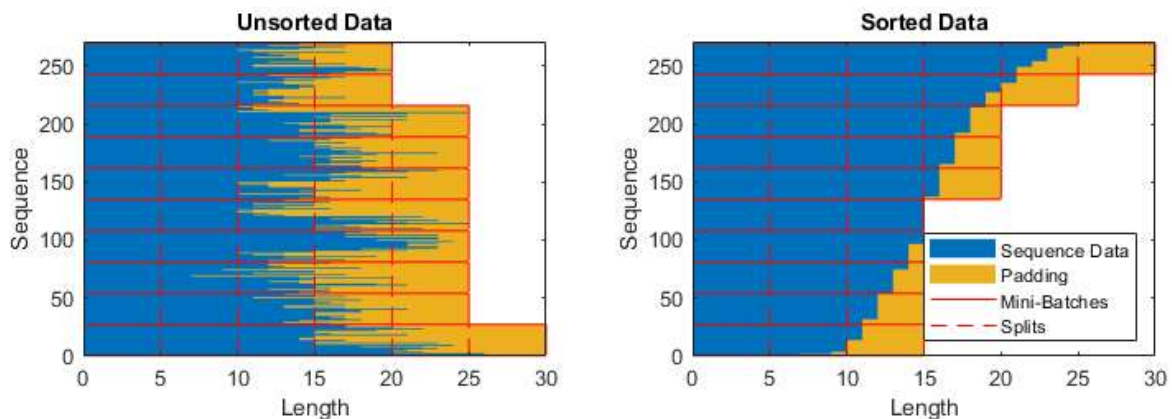 Unsorted Data
Sequence
250
200
150
100
50
0
0 5 10 15 20 25 30
Length
Sorted Data
Sequence
250
200
150
100
50
0
Sequence Data
Padding
Mini-Batches
Splits
0 5 10 15 20 25 30
Length